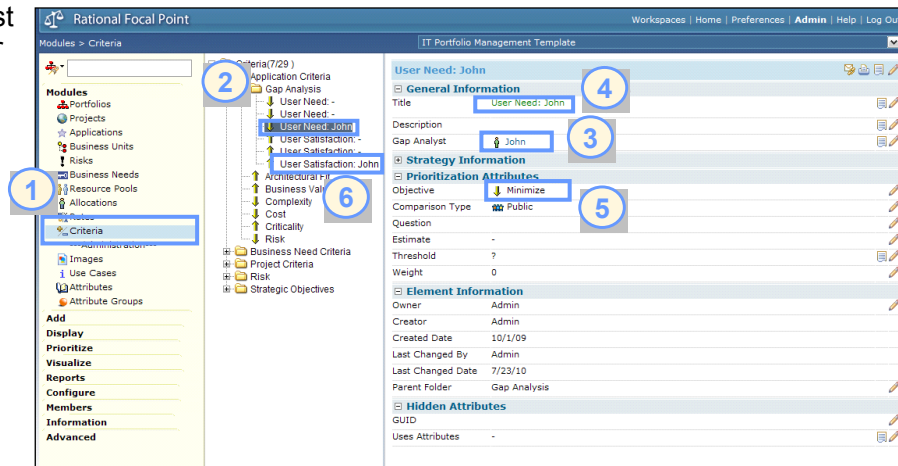 st
Rational Focal Point
Workspaces | Home | Preferences | Admin | Help | Log Out
Modules > Criteria
IT Portfolio Management Template
Modules
Portfolios
Projects
Applications
Business Units
Risks
Business Needs
Resource Pools
Allocations
Criteria
---Administration---
Images
Use Cases
Attributes
Attribute Groups
Add
Display
Prioritize
Visualize
Reports
Configure
Members
Information
Advanced
1
Criteria(7/29 )
Application Criteria
Gap Analysis
User Need: -
User Need: -
User Need: John
User Satisfaction: -
User Satisfaction: -
User Satisfaction: John
Architectural Fit
Business Val
Complexity
Cost
Criticality
Risk
Business Need Criteria
Project Criteria
Risk
Strategic Objectives
2
6
User Need: John
General Information
Title User Need: John
4
Description
Gap Analyst John
3
Strategy Information
Prioritization Attributes
Objective Minimize
5
Comparison Type Public
Question
Estimate -
Threshold ?
Weight 0
Element Information
Owner Admin
Creator Admin
Created Date 10/1/09
Last Changed By Admin
Last Changed Date 7/23/10
Parent Folder Gap Analysis
Hidden Attributes
GUID
Uses Attributes -